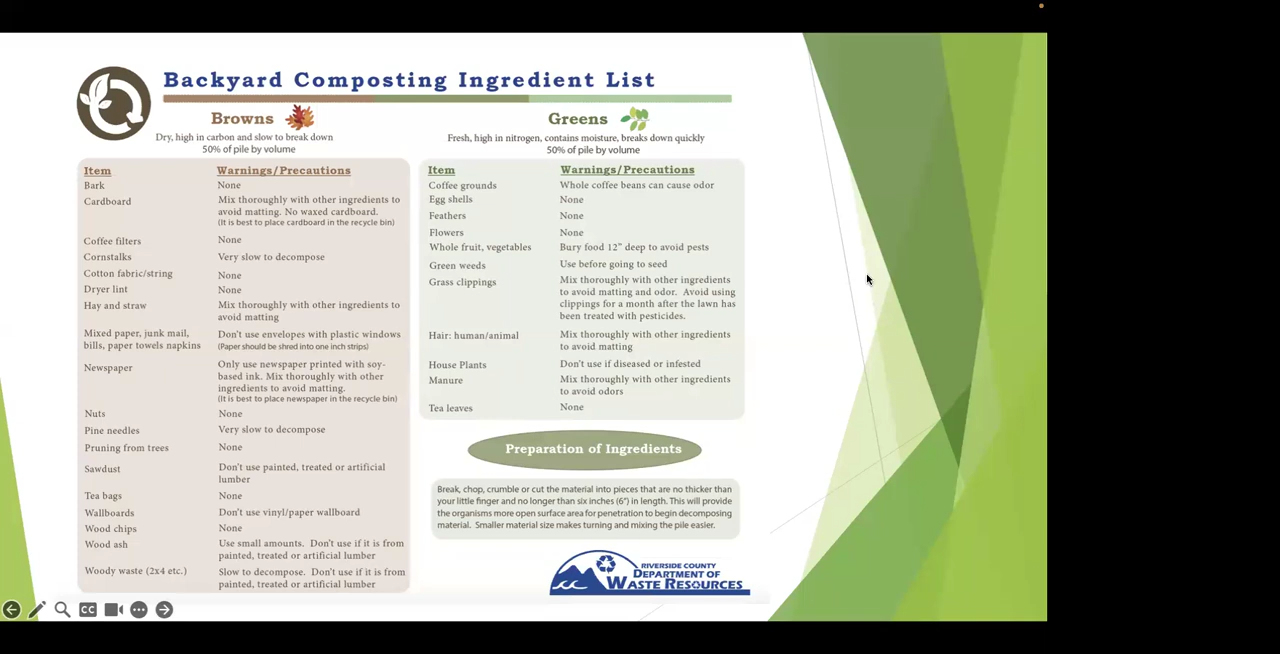 Backyard Composting Ingredient List
Browns
Dry, high in carbon and slow to break down
50% of pile by volume
Item Warnings/Precautions
Bark None
Cardboard Mix thoroughly with other ingredients to
avoid matting. No waxed cardboard.
(It is best to place cardboard in the recycle bin)
Coffee filters None
Cornstalks Very slow to decompose
Cotton fabric/string None
Dryer lint None
Hay and straw Mix thoroughly with other ingredients to
avoid matting
Mixed paper, junk mail, Don't use envelopes with plastic windows
bills, paper towels napkins (Paper should be shred into one inch strips)
Newspaper Only use newspaper printed with soy-
based ink. Mix thoroughly with other
ingredients to avoid matting.
(It is best to place newspaper in the recycle bin)
Nuts None
Pine needles Very slow to decompose
Pruning from trees None
Sawdust Don't use painted, treated or artificial
lumber
Tea bags None
Wallboards Don't use vinyl/paper wallboard
Wood chips None
Wood ash Use small amounts. Don't use if it is from
painted, treated or artificial lumber
Woody waste (2x4 etc.) Slow to decompose. Don't use if it is from
painted, treated or artificial lumber
Greens
Fresh, high in nitrogen, contains moisture, breaks down quickly
50% of pile by volume
Item Warnings/Precautions
Coffee grounds Whole coffee beans can cause odor
Egg shells None
Feathers None
Flowers None
Whole fruit, vegetables Bury food 12" deep to avoid pests
Green weeds Use before going to seed
Grass clippings Mix thoroughly with other ingredients
to avoid matting and odor. Avoid using
clippings for a month after the lawn has
been treated with pesticides.
Hair: human/animal Mix thoroughly with other ingredients
to avoid matting
House Plants Don't use if diseased or infested
Manure Mix thoroughly with other ingredients
to avoid odors
Tea leaves None
Preparation of Ingredients
Break, chop, crumble or cut the material into pieces that are no thicker than
your little finger and no longer than six inches (6") in length. This will provide
the organisms more open surface area for penetration to begin decomposing
material. Smaller material size makes turning and mixing the pile easier.
RIVERSIDE COUNTY
DEPARTMENT OF
WASTE RESOURCES
CC